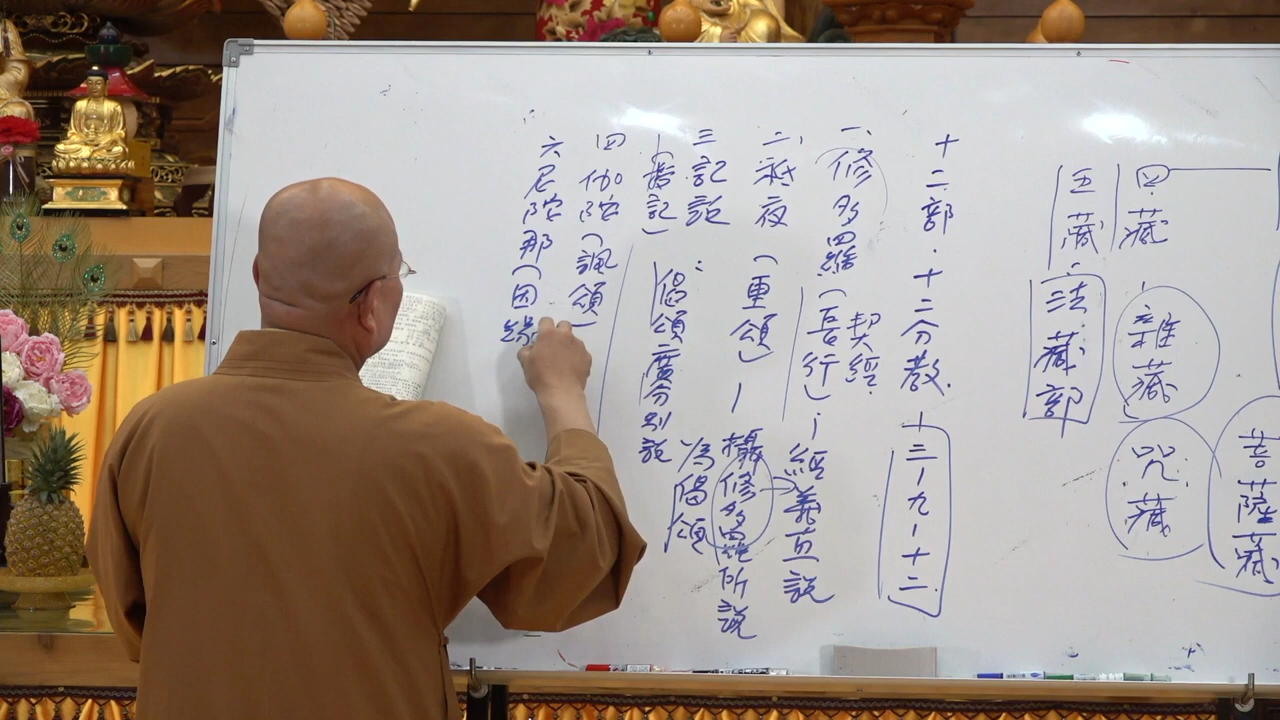 四藏
雜藏
咒藏
菩薩藏
五藏：法藏部
十二部．十二分教．
十三－九－十二
一、修多羅（長行）；經義直說
契經．
二、祇夜（重頌）－攝修多羅所說
為偈頌
三記說：偈頌廣分別說
（授記）
四伽陀（諷頌）
六尼陀那（因緣